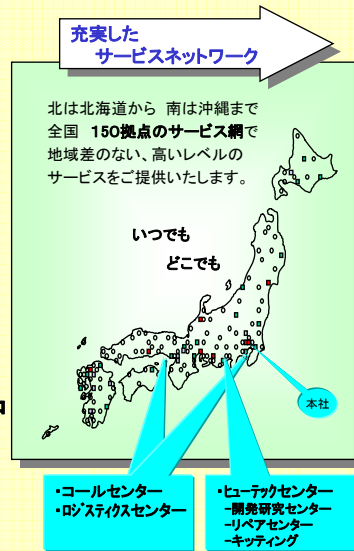 充実した
サービスネットワーク
北は北海道から 南は沖縄まで
全国 150拠点のサービス網で
地域差のない、高いレベルの
サービスをご提供いたします。
いつでも
どこでも
本社
・コールセンター
・ロジスティクスセンター
・ヒューテックセンター
-開発研究センター
-リペアセンター
-キッティング